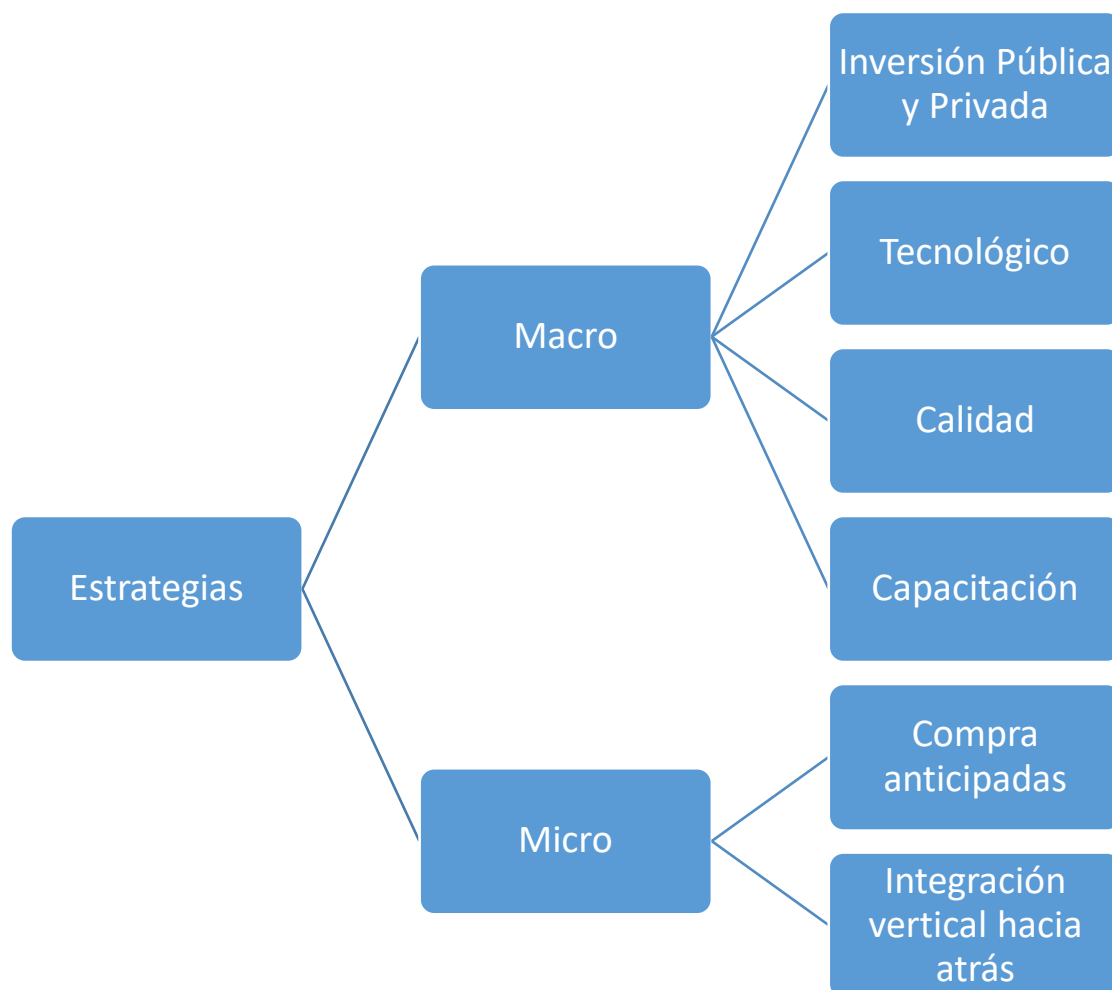 Estrategias
Macro
Inversión Pública
y Privada
Tecnológico
Calidad
Capacitación
Micro
Compra
anticipadas
Integración
vertical hacia
atrás